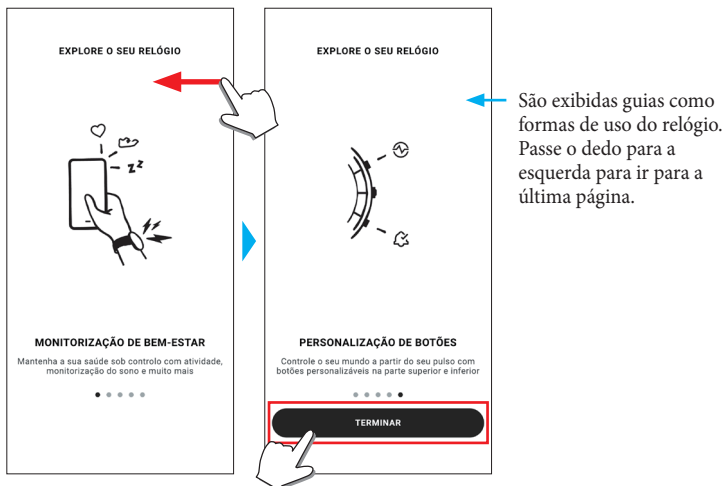 EXPLORE O SEU RELÓGIO
zz
MONITORIZAÇÃO DE BEM-ESTAR
Mantenha a sua saúde sob controlo com atividade,
monitorização do sono e muito mais
EXPLORE O SEU RELÓGIO
PERSONALIZAÇÃO DE BOTÕES
Controle o seu mundo a partir do seu pulso com
botões personalizáveis na parte superior e inferior
TERMINAR
São exibidas guias como
formas de uso do relógio.
Passe o dedo para a
esquerda para ir para a
última página.